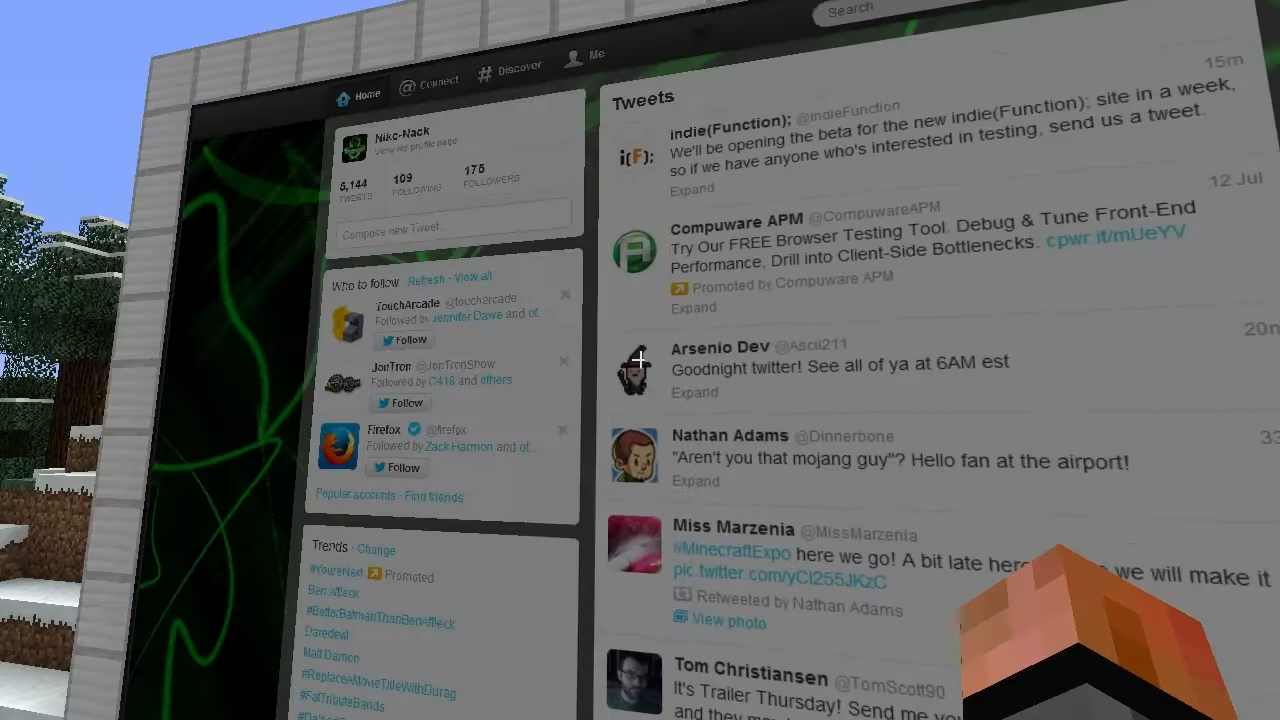 Search
Home
Connect
# Discover
Me
Nikc-Nack
View my profile page
5,144 109 175
TWEETS FOLLOWING FOLLOWERS
Compose new Tweet...
Who to follow · Refresh · View all
TouchArcade @toucharcade
Followed by Jennifer Dawe and ot...
Follow
JonTron @JonTronShow
Followed by C418 and others
Follow
Firefox @firefox
Followed by Zack Harmon and ot...
Follow
Popular accounts · Find friends
Trends · Change
#YoureNext Promoted
Ben Affleck
#BetterBatmanThanBenAffleck
Daredevil
Matt Damon
#ReplaceAMovieTitleWithDurag
#FatTributeBands
Tweets
i(F);
indie(Function); @IndieFunction 15m
We'll be opening the beta for the new indie(Function); site in a week,
so if we have anyone who's interested in testing, send us a tweet.
Expand
Compuware APM @CompuwareAPM 12 Jul
Try Our FREE Browser Testing Tool. Debug & Tune Front-End
Performance, Drill into Client-Side Bottlenecks. cpwr.it/mUeYV
Promoted by Compuware APM
Expand
Arsenio Dev @Ascii211 20m
Goodnight twitter! See all of ya at 6AM est
Expand
Nathan Adams @Dinnerbone 33
"Aren't you that mojang guy"? Hello fan at the airport!
Expand
Miss Marzenia @MissMarzenia
#MinecraftExpo here we go! A bit late here we will make it
pic.twitter.com/yCl255JKzC
Retweeted by Nathan Adams
View photo
Tom Christiansen @TomScott90
It's Trailer Thursday! Send me
and they